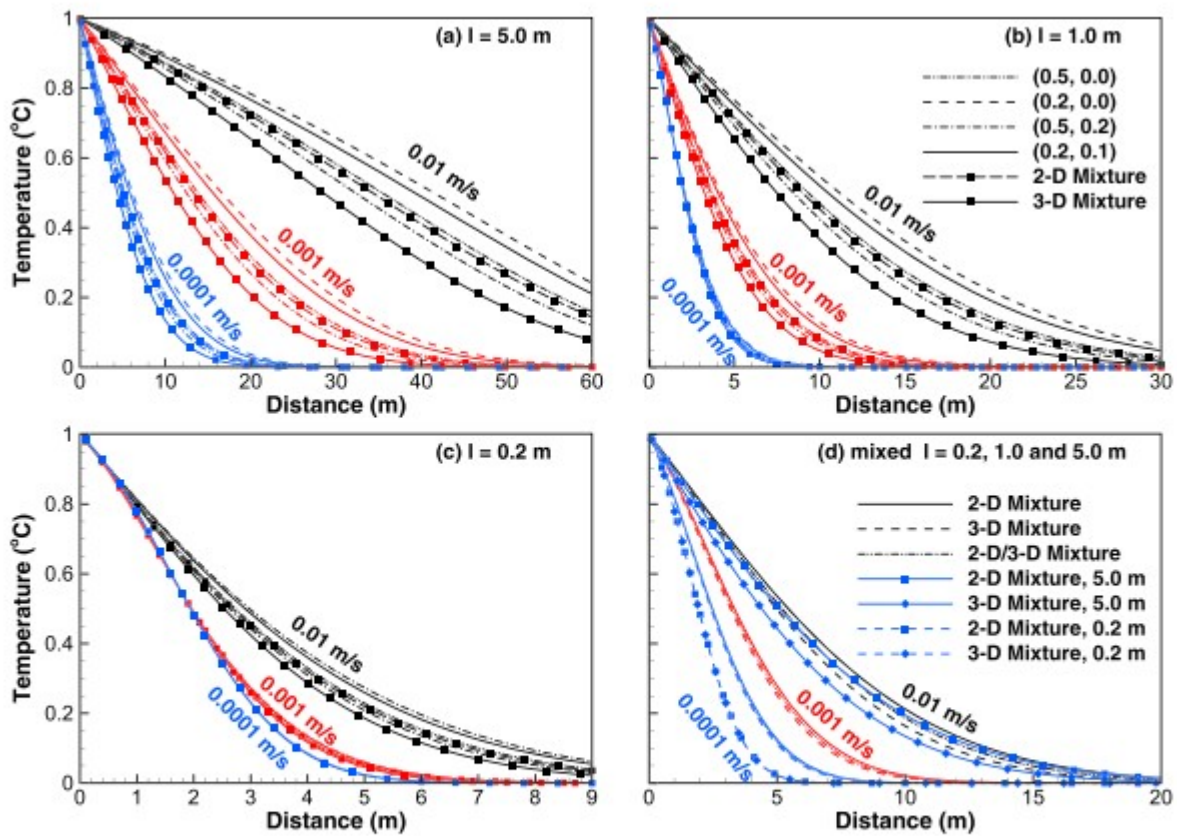 (a) l = 5.0 m
1
0.8
0.6
0.4
0.2
0
Temperature (°C)
0.01 m/s
0.001 m/s
0.0001 m/s
0 10 20 30 40 50 60
Distance (m)
(b) l = 1.0 m
(0.5, 0.0)
(0.2, 0.0)
(0.5, 0.2)
(0.2, 0.1)
2-D Mixture
3-D Mixture
0.01 m/s
0.001 m/s
0.0001 m/s
0 5 10 15 20 25 30
Distance (m)
(c) l = 0.2 m
1
0.8
0.6
0.4
0.2
0
Temperature (°C)
0.01 m/s
0.001 m/s
0.0001 m/s
0 1 2 3 4 5 6 7 8 9
Distance (m)
(d) mixed l = 0.2, 1.0 and 5.0 m
2-D Mixture
3-D Mixture
2-D/3-D Mixture
2-D Mixture, 5.0 m
3-D Mixture, 5.0 m
2-D Mixture, 0.2 m
3-D Mixture, 0.2 m
0.01 m/s
0.001 m/s
0.0001 m/s
0 5 10 15 20
Distance (m)